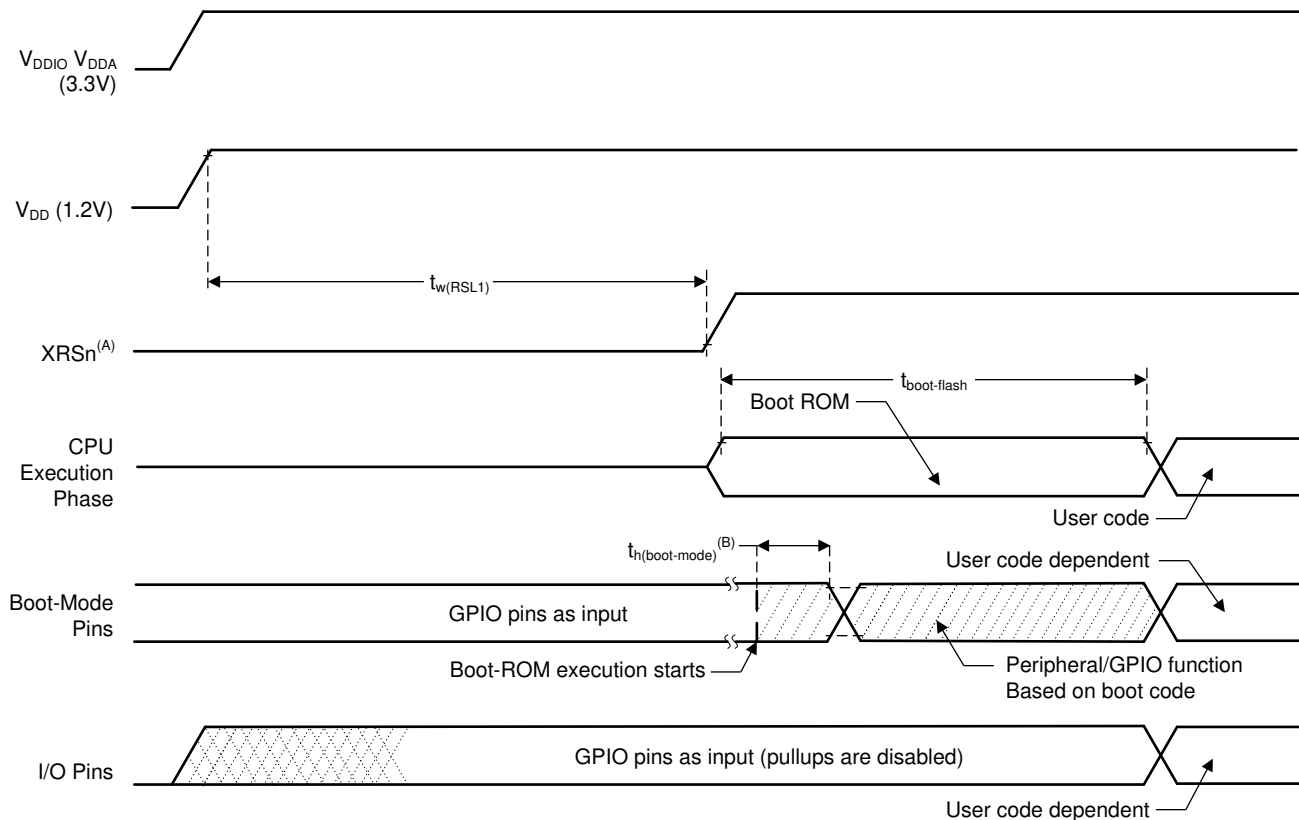 VDDIO VDDA
(3.3V)
VDD (1.2V)
tw(RSL1)
XRSn(A)
tboot-flash
Boot ROM
CPU
Execution
Phase
User code
th(boot-mode)(B)
User code dependent
Boot-Mode
Pins
GPIO pins as input
Boot-ROM execution starts
Peripheral/GPIO function
Based on boot code
I/O Pins
GPIO pins as input (pullups are disabled)
User code dependent